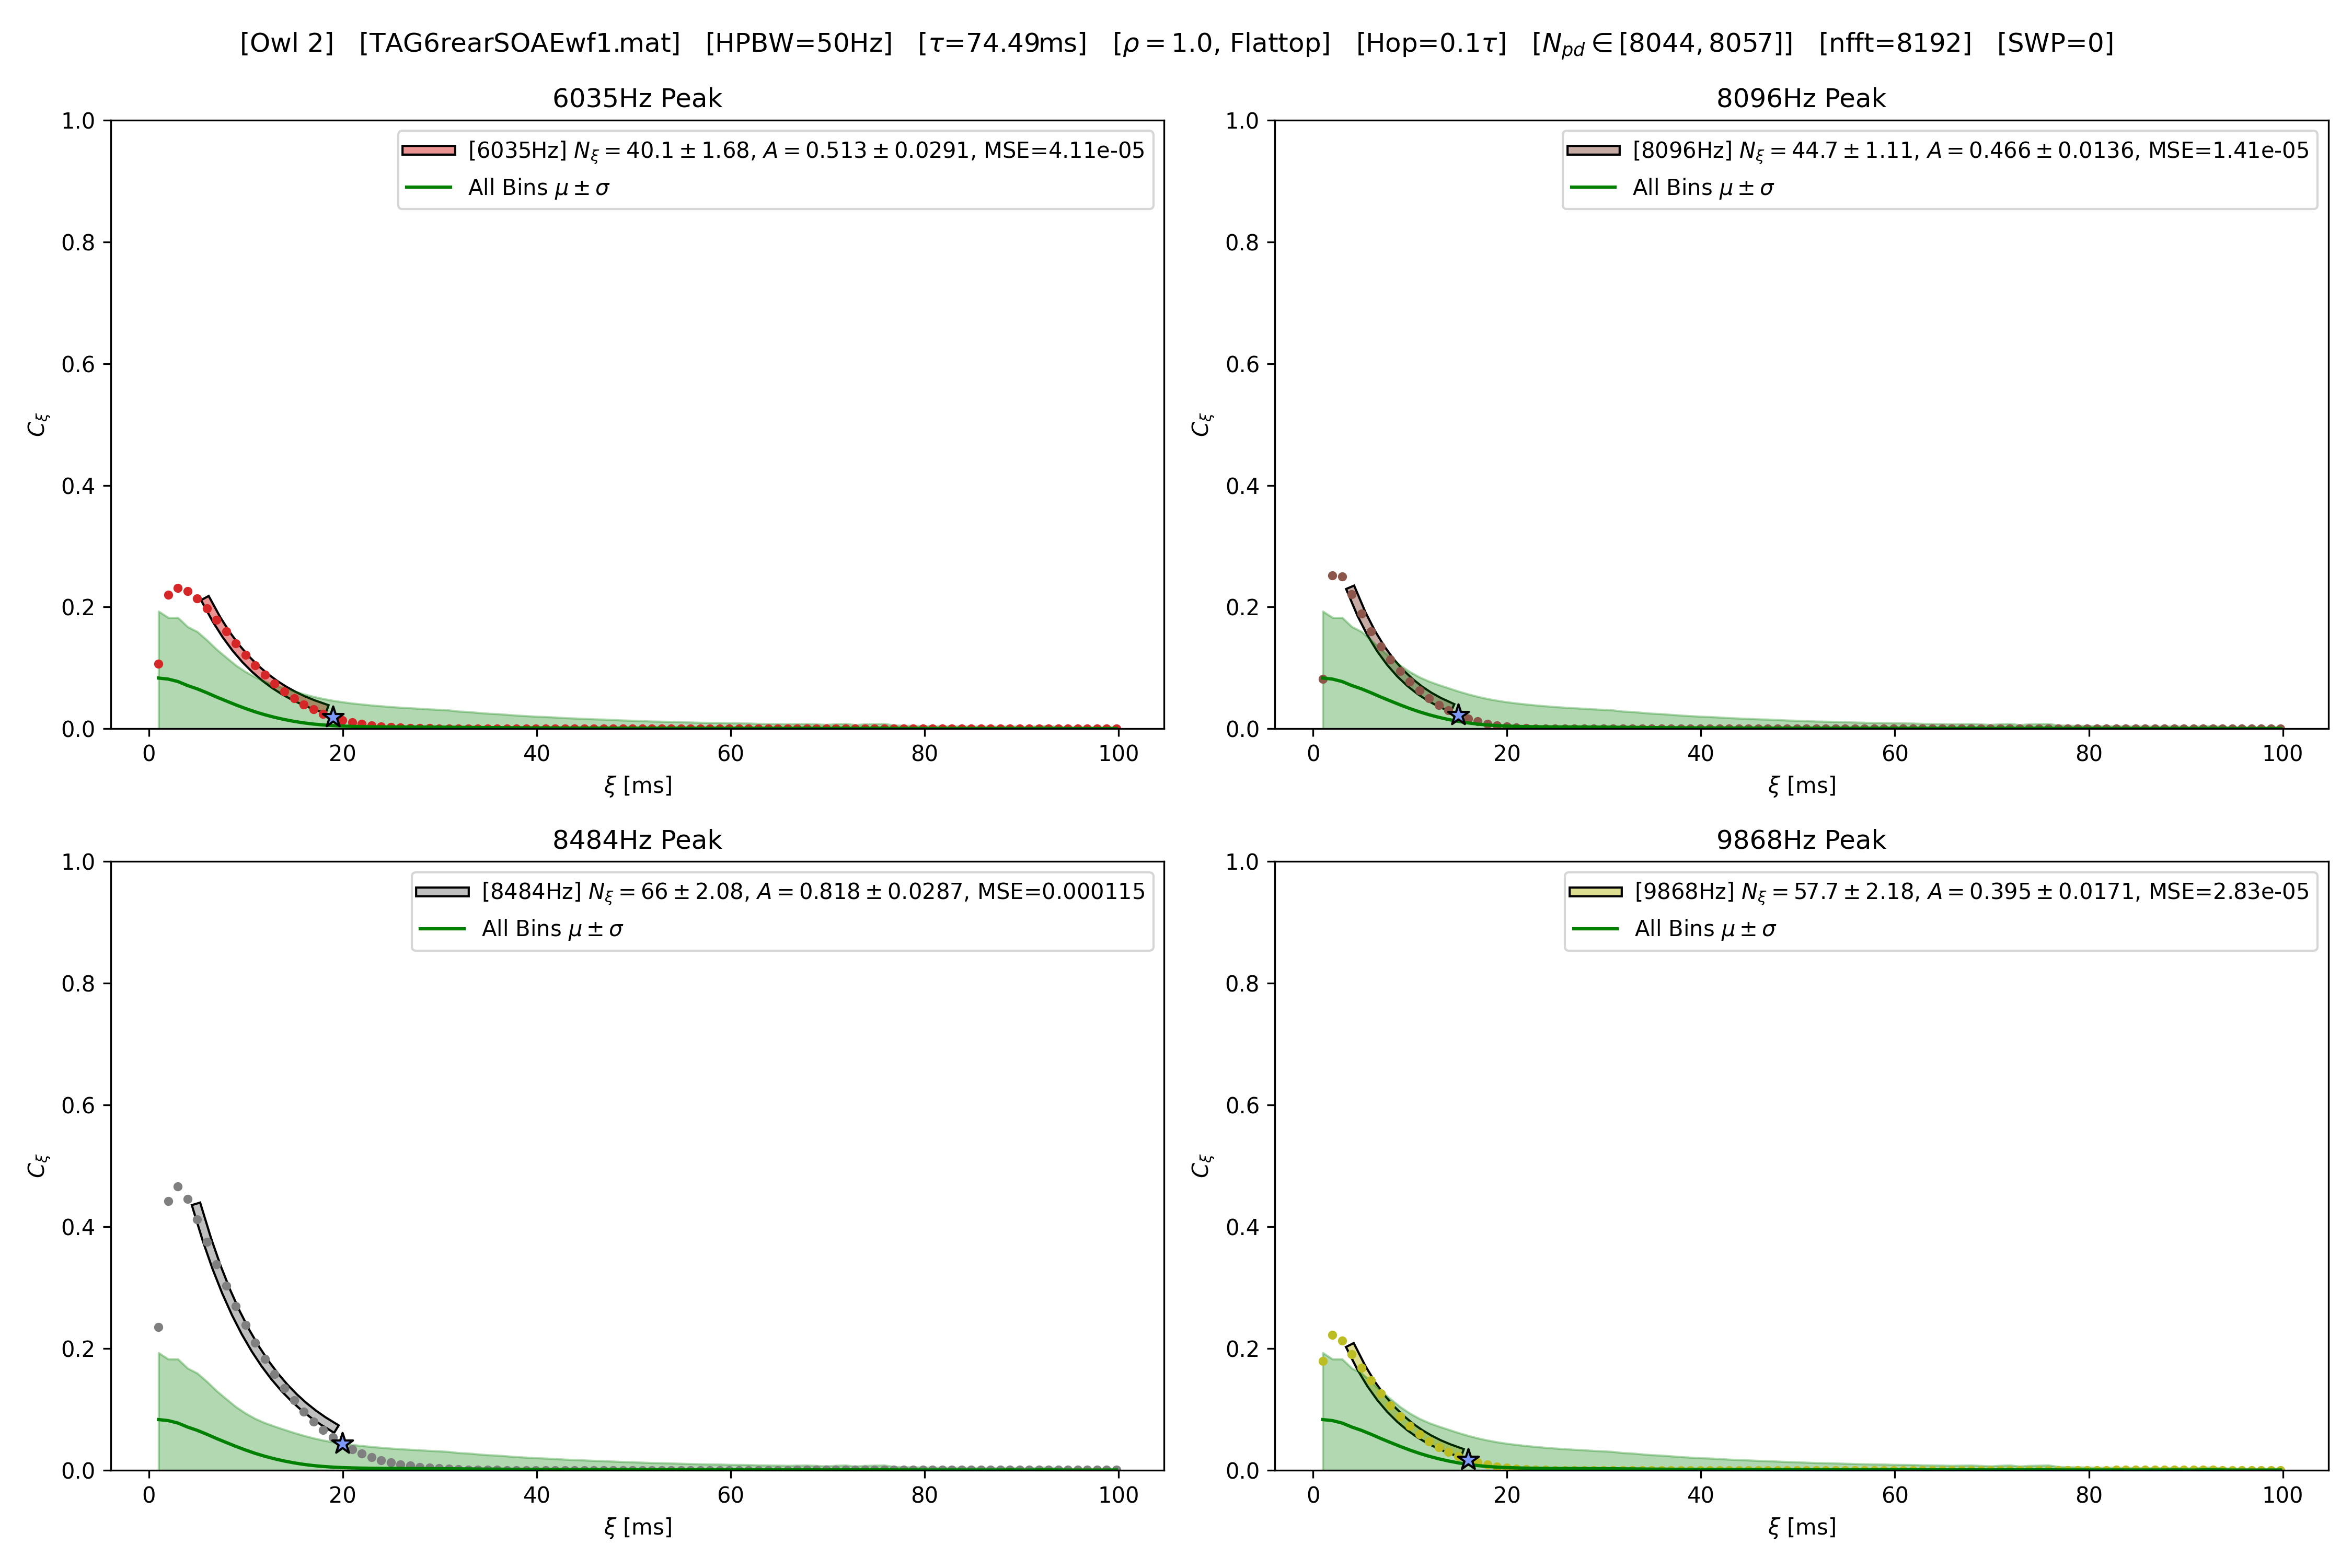 [Owl 2] [TAG6rearSOAEwf1.mat] [HPBW=50Hz] [τ=74.49ms] [ρ = 1.0, Flattop] [Hop=0.1τ] [N_pd ∈ [8044, 8057]] [nfft=8192] [SWP=0]
6035Hz Peak
[6035Hz] N_ξ = 40.1 ± 1.68, A = 0.513 ± 0.0291, MSE=4.11e-05
All Bins μ ± σ
1.0
0.8
0.6
0.4
0.2
0.0
C_ξ
0 20 40 60 80 100
ξ [ms]
8096Hz Peak
[8096Hz] N_ξ = 44.7 ± 1.11, A = 0.466 ± 0.0136, MSE=1.41e-05
All Bins μ ± σ
1.0
0.8
0.6
0.4
0.2
0.0
C_ξ
0 20 40 60 80 100
ξ [ms]
8484Hz Peak
[8484Hz] N_ξ = 66 ± 2.08, A = 0.818 ± 0.0287, MSE=0.000115
All Bins μ ± σ
1.0
0.8
0.6
0.4
0.2
0.0
C_ξ
0 20 40 60 80 100
ξ [ms]
9868Hz Peak
[9868Hz] N_ξ = 57.7 ± 2.18, A = 0.395 ± 0.0171, MSE=2.83e-05
All Bins μ ± σ
1.0
0.8
0.6
0.4
0.2
0.0
C_ξ
0 20 40 60 80 100
ξ [ms]